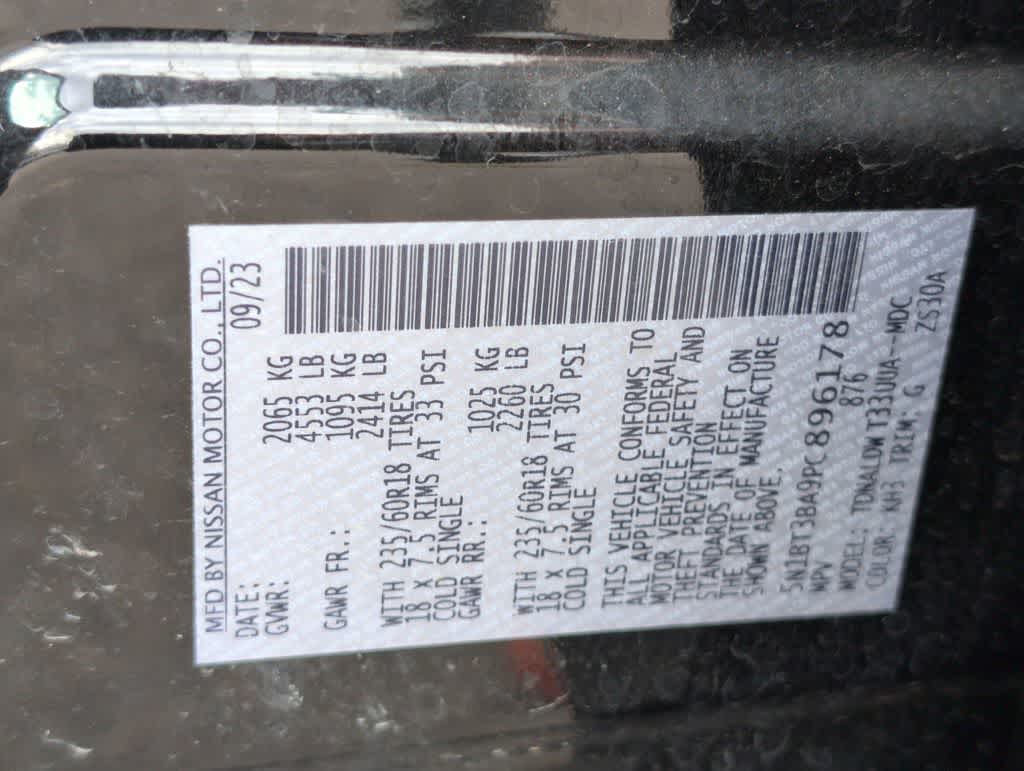 MFD BY NISSAN MOTOR CO., LTD.
DATE: 09/23
GVWR: 2065 KG
4553 LB
GAWR FR.: 1095 KG
2414 LB
WITH 235/60R18 TIRES
18 X 7.5 RIMS AT 33 PSI
COLD SINGLE
GAWR RR.: 1025 KG
2260 LB
WITH 235/60R18 TIRES
18 X 7.5 RIMS AT 30 PSI
COLD SINGLE
THIS VEHICLE CONFORMS TO
ALL APPLICABLE FEDERAL
MOTOR VEHICLE SAFETY AND
THEFT PREVENTION
STANDARDS IN EFFECT ON
THE DATE OF MANUFACTURE
SHOWN ABOVE.
5N1BT3BA9PC896178
MPV 876
MODEL: TDNALDWT33UUA--MDC
COLOR: KH3 TRIM: G ZS30A